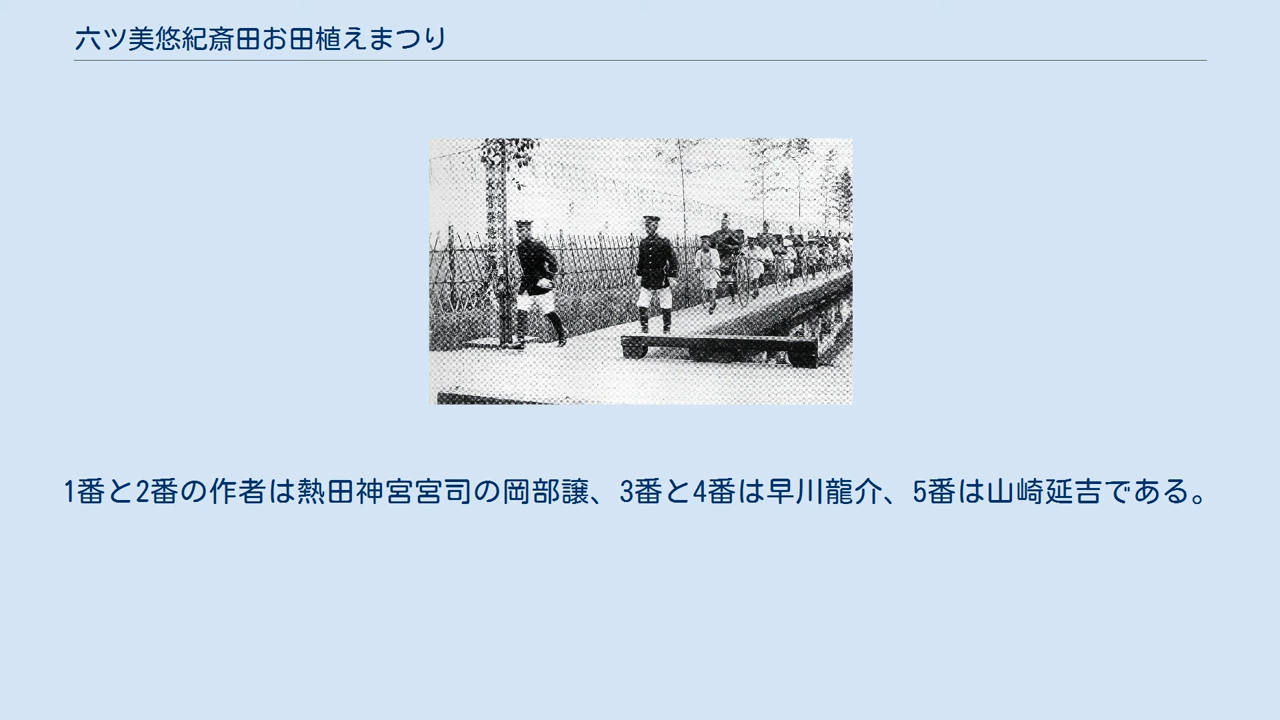 六ツ美悠紀斎田お田植えまつり
1番と2番の作者は熱田神宮宮司の岡部譲、3番と4番は早川龍介、5番は山崎延吉である。